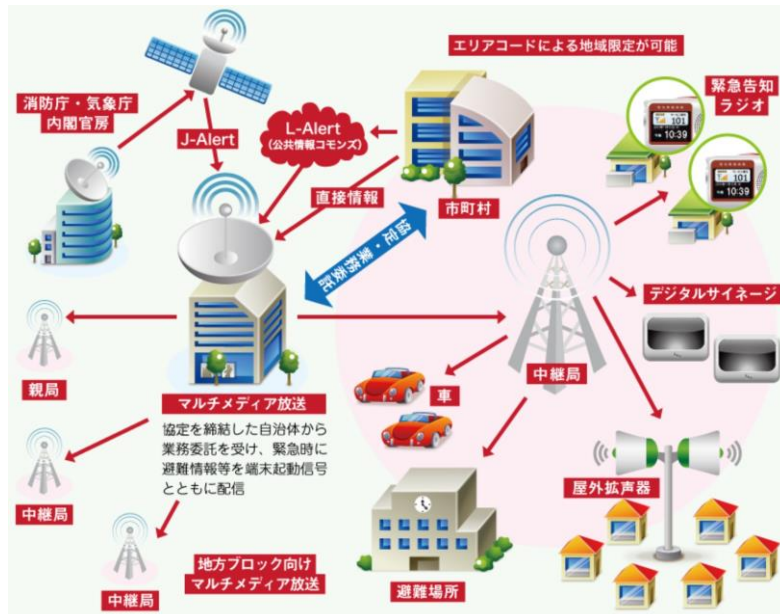 エリアコードによる地域限定が可能
消防庁・気象庁
内閣官房
J-Alert
L-Alert
(公共情報コモンズ)
直接情報
市町村
緊急告知
ラジオ
101
10:39
101
10:39
協定・業務委託
デジタルサイネージ
親局
マルチメディア放送
協定を締結した自治体から
業務委託を受け、緊急時に
避難情報等を端末起動信号
とともに配信
車
中継局
中継局
屋外拡声器
地方ブロック向け
マルチメディア放送
中継局
避難場所